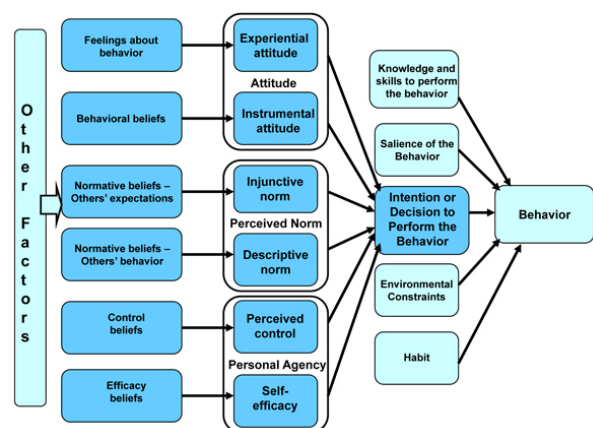 Other Factors
Feelings about
behavior
Experiential
attitude
Attitude
Behavioral beliefs
Instrumental
attitude
Normative beliefs –
Others' expectations
Injunctive
norm
Perceived Norm
Normative beliefs –
Others' behavior
Descriptive
norm
Control
beliefs
Perceived
control
Personal Agency
Efficacy
beliefs
Self-
efficacy
Knowledge and
skills to perform
the behavior
Salience of the
Behavior
Intention or
Decision to
Perform the
Behavior
Behavior
Environmental
Constraints
Habit